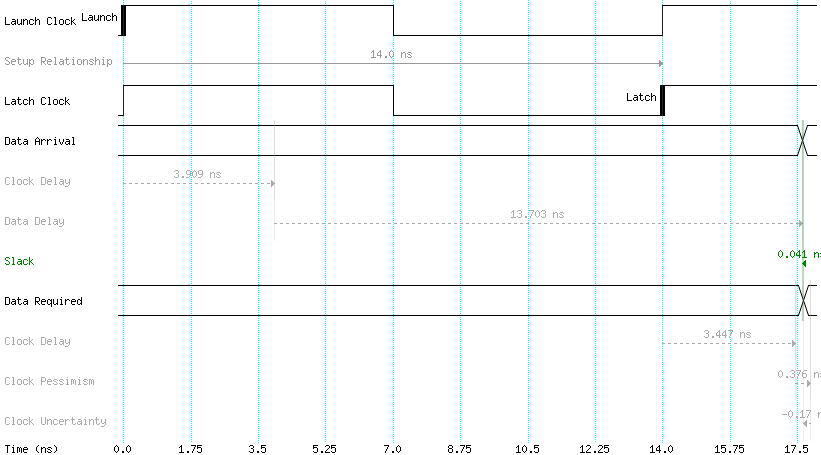 Launch Clock Launch
Setup Relationship 14.0 ns
Latch Clock Latch
Data Arrival
Clock Delay 3.909 ns
Data Delay 13.703 ns
Slack 0.041 n
Data Required
Clock Delay 3.447 ns
Clock Pessimism 0.376 n
Clock Uncertainty -0.17
Time (ns) 0.0 1.75 3.5 5.25 7.0 8.75 10.5 12.25 14.0 15.75 17.5